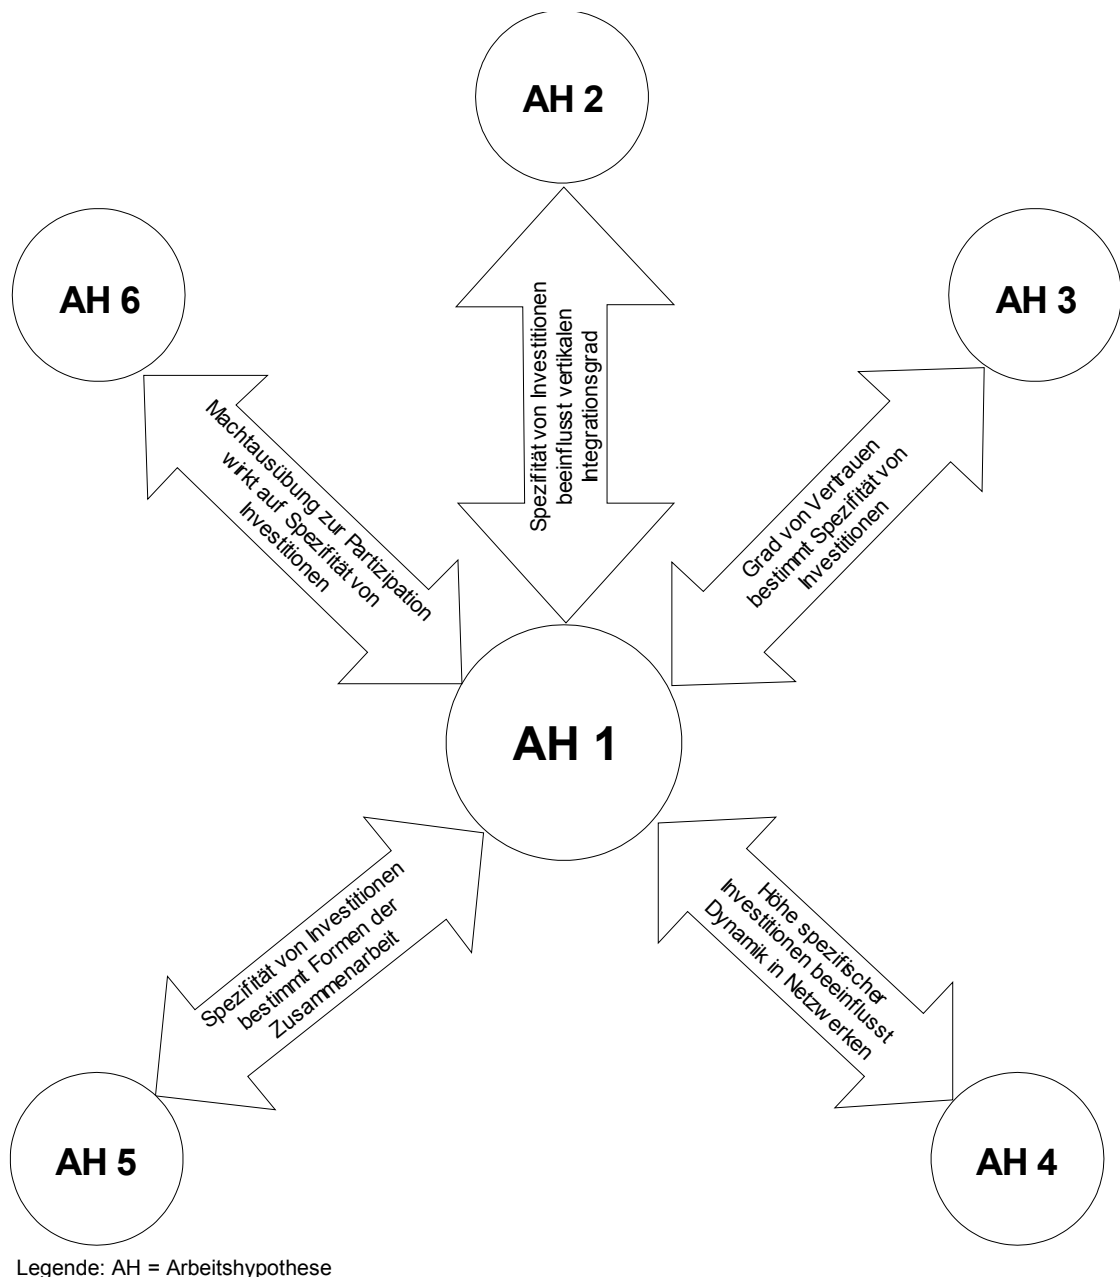 AH 2
AH 6
AH 3
Spezifität von Investitionen
beeinflusst vertikalen
Integrationsgrad
Machtausübung zur Partizipation
wirkt auf Spezifität von
Investitionen
Grad von Vertrauen
bestimmt Spezifität von
Investitionen
AH 1
Spezifität von Investitionen
bestimmt Formen der
Zusammenarbeit
Höhe spezifischer
Investitionen beeinflusst
Dynamik in Netzwerken
AH 5
AH 4
Legende: AH = Arbeitshypothese